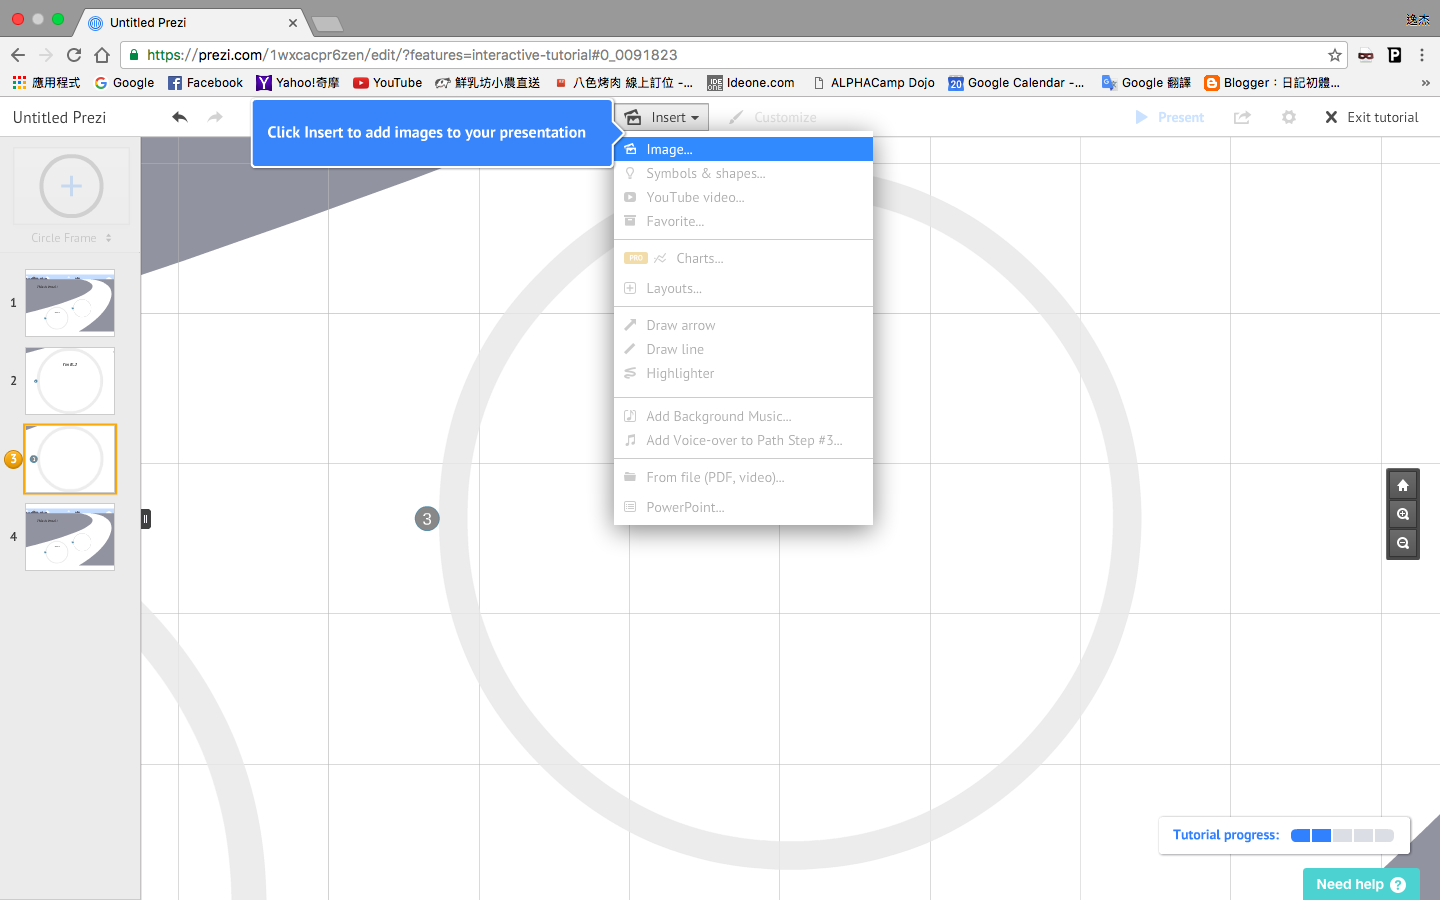 Untitled Prezi
逸杰
https://prezi.com/1wxcacpr6zen/edit/?features=interactive-tutorial#0_0091823
應用程式
Google
Facebook
Yahoo!奇摩
YouTube
鮮乳坊小農直送
八色烤肉 線上訂位 -...
Ideone.com
ALPHACamp Dojo
20
Google Calendar -...
Google 翻譯
Blogger：日記初體...
»
Untitled Prezi
Click Insert to add images to your presentation
Insert
Customize
Present
Exit tutorial
Image...
Symbols & shapes...
YouTube video...
Favorite...
PRO
Charts...
Layouts...
Draw arrow
Draw line
Highlighter
Add Background Music...
Add Voice-over to Path Step #3...
From file (PDF, video)...
PowerPoint...
Circle Frame
1
2
3
4
3
Tutorial progress:
Need help ?